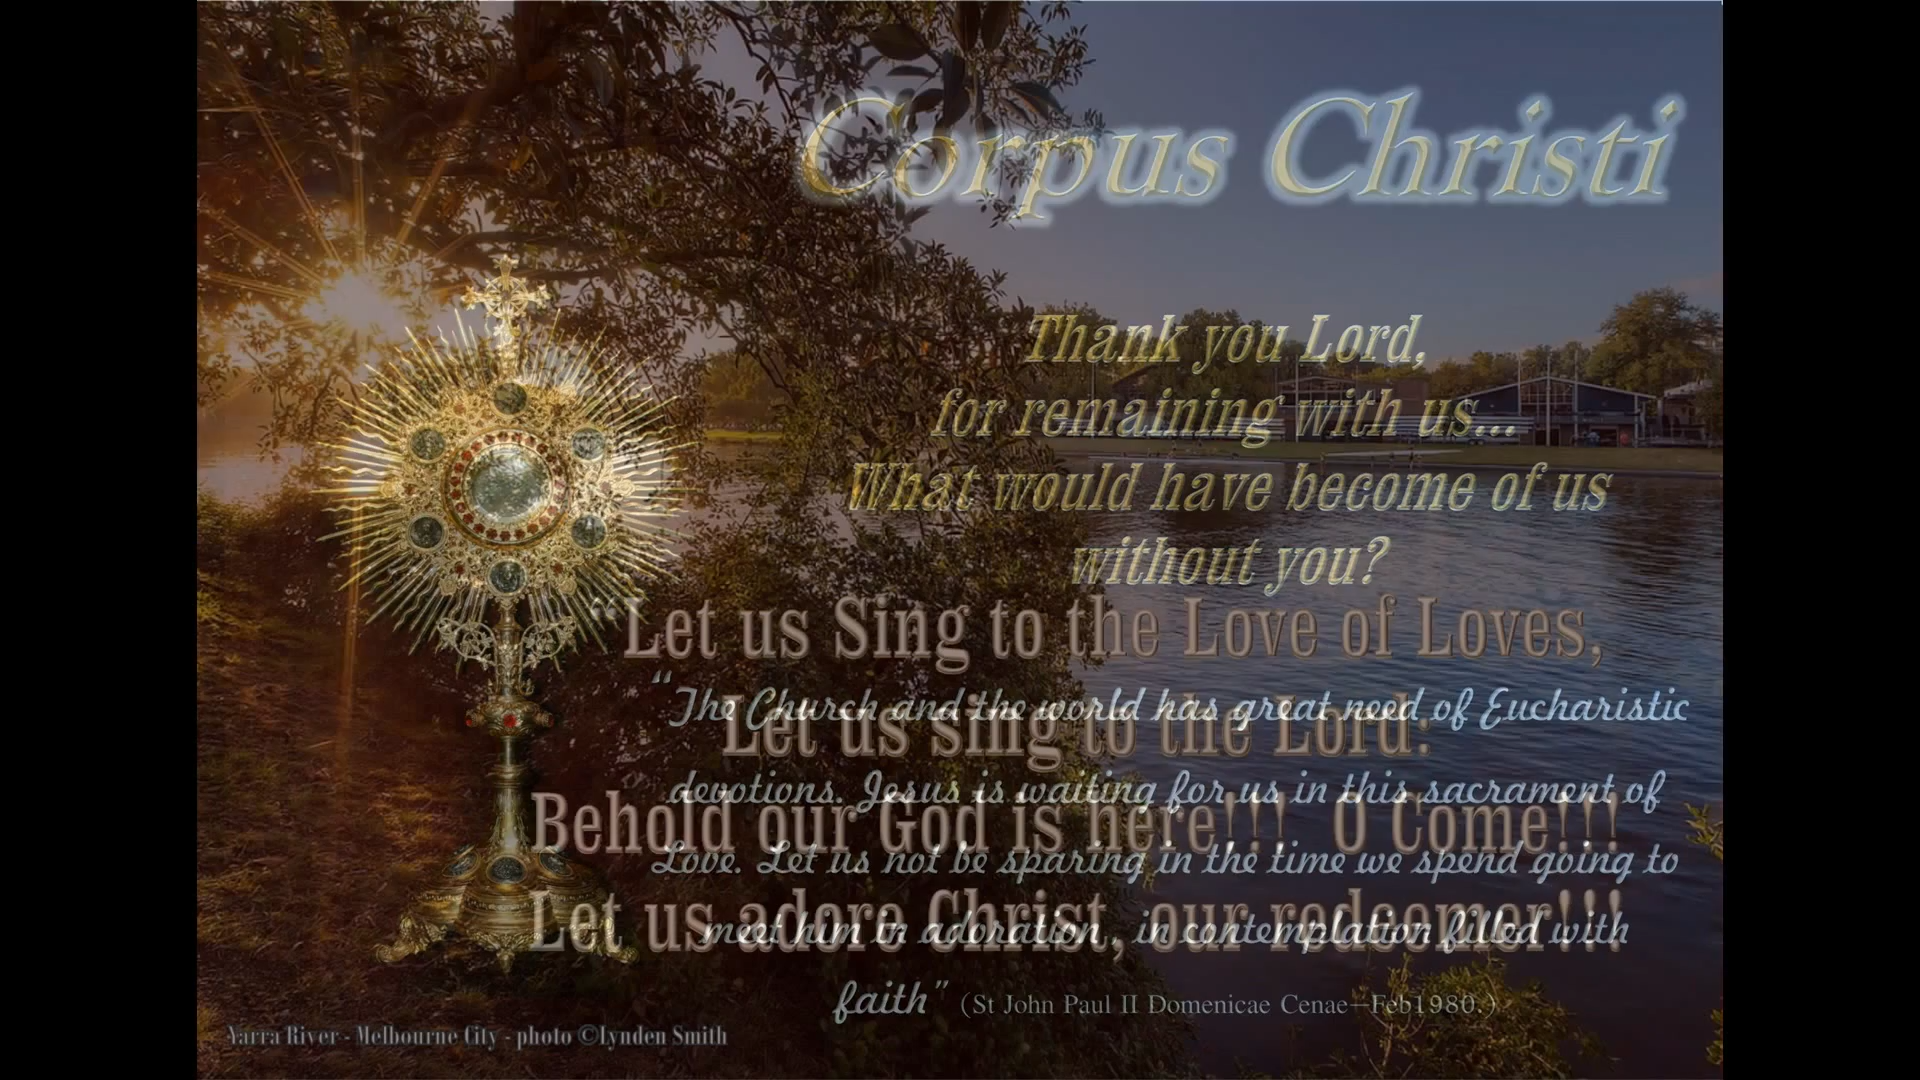 Corpus Christi
Thank you Lord,
for remaining with us...
What would have become of us
without you?
“Let us Sing to the Love of Loves,
Let us sing to the Lord:
Behold our God is here!!! O Come!!!
Let us adore Christ, our redeemer!!!
“The Church and the world has great need of Eucharistic
devotions. Jesus is waiting for us in this sacrament of
Love. Let us not be sparing in the time we spend going to
meet him in adoration, in contemplation filled with
faith” (St John Paul II Domenicae Cenae—Feb1980.)
Yarra River - Melbourne City - photo ©Lynden Smith